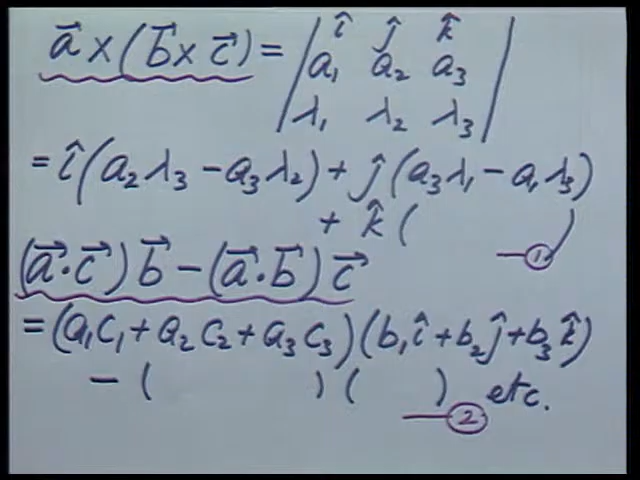 a⃗ × (b⃗ × c⃗) = | î ĵ k̂
a₁ a₂ a₃
λ₁ λ₂ λ₃ |
= î(a₂λ₃ − a₃λ₂) + ĵ(a₃λ₁ − a₁λ₃)
+ k̂(          ) — ①
(a⃗·c⃗)b⃗ − (a⃗·b⃗)c⃗
= (a₁c₁ + a₂c₂ + a₃c₃)(b₁î + b₂ĵ + b₃k̂)
− (          )(     ) etc.
— ②